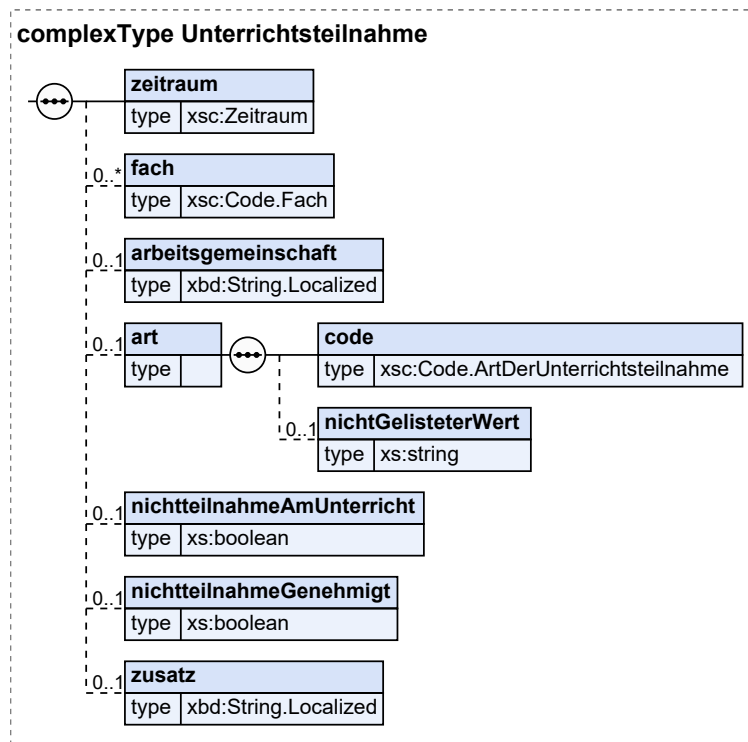 complexType Unterrichtsteilnahme
zeitraum
type xsc:Zeitraum
0..* fach
type xsc:Code.Fach
0..1 arbeitsgemeinschaft
type xbd:String.Localized
0..1 art
type
code
type xsc:Code.ArtDerUnterrichtsteilnahme
0..1 nichtGelisteterWert
type xs:string
0..1 nichtteilnahmeAmUnterricht
type xs:boolean
0..1 nichtteilnahmeGenehmigt
type xs:boolean
0..1 zusatz
type xbd:String.Localized